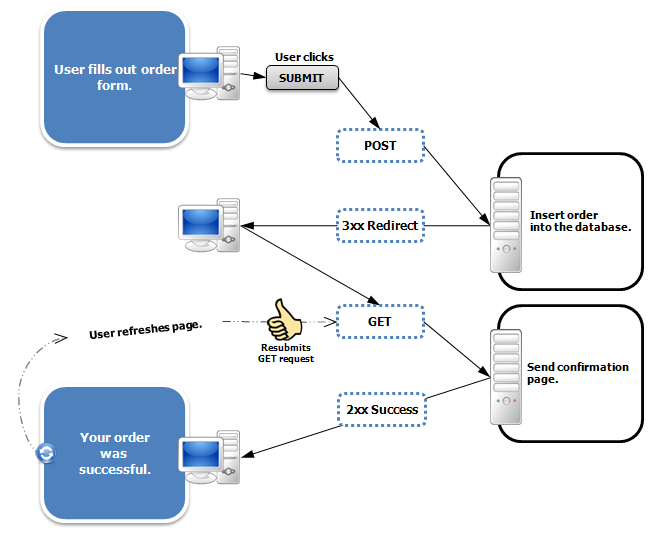 User fills out order
form.
User clicks
SUBMIT
POST
Insert order
into the database.
3xx Redirect
User refreshes page.
Resubmits
GET request
GET
Send confirmation
page.
2xx Success
Your order
was
successful.